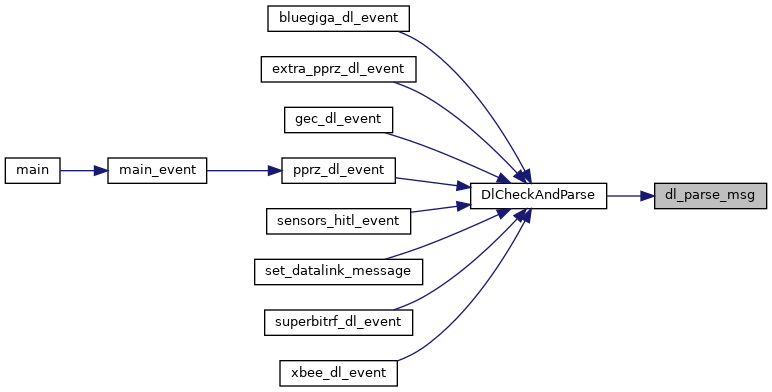 bluegiga_dl_event
extra_pprz_dl_event
gec_dl_event
main
main_event
pprz_dl_event
DlCheckAndParse
dl_parse_msg
sensors_hitl_event
set_datalink_message
superbitrf_dl_event
xbee_dl_event